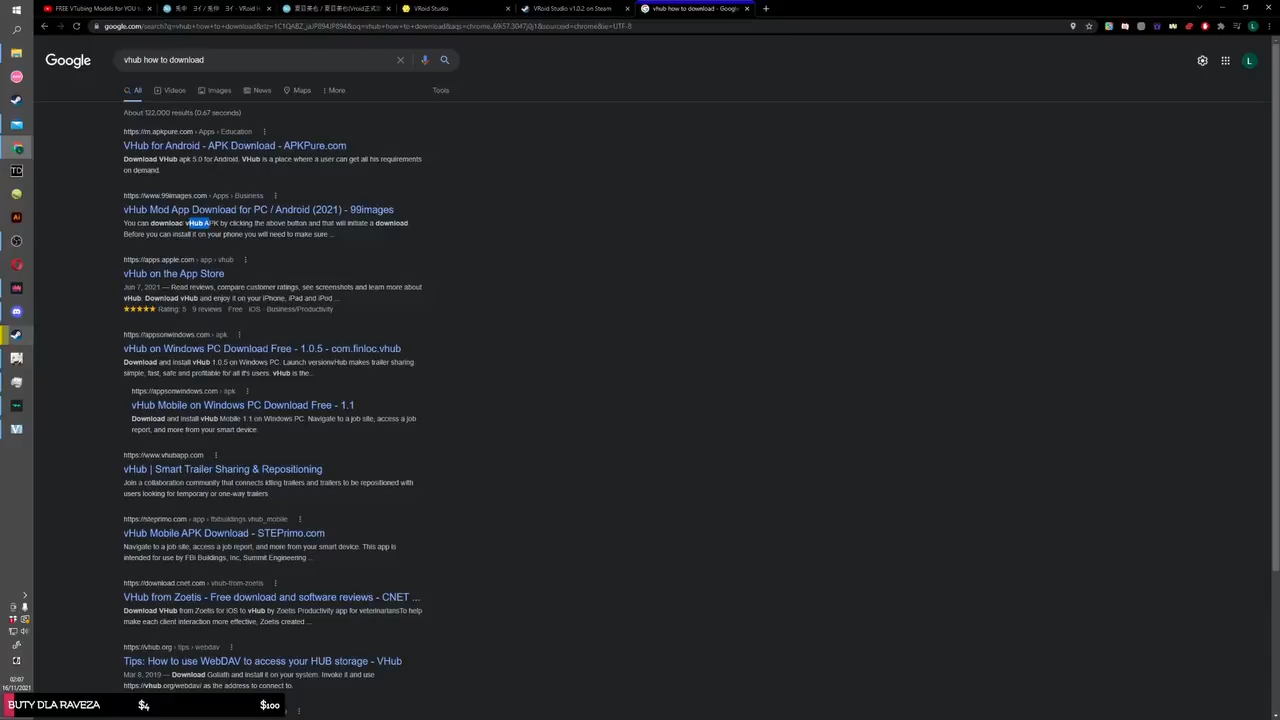 FREE VTubing Models for YOU
VRoid Studio
VRoid Studio v1.0.2 on Steam
vhub how to download - Google
Google
vhub how to download
All
Videos
Images
News
Maps
More
Tools
About 122,000 results (0.67 seconds)
https://m.apkpure.com › Apps › Education
VHub for Android - APK Download - APKPure.com
Download VHub apk 5.0 for Android. VHub is a place where a user can get all his requirements
on demand.
https://www.99images.com › Apps › Business
vHub Mod App Download for PC / Android (2021) - 99images
You can download vHub APK by clicking the above button and that will initiate a download.
Before you can install it on your phone you will need to make sure ...
https://apps.apple.com › app › vhub
vHub on the App Store
Jun 7, 2021 — Read reviews, compare customer ratings, see screenshots and learn more about
vHub. Download vHub and enjoy it on your iPhone, iPad and iPod ...
★★★★★ Rating: 5 9 reviews Free iOS · Business/Productivity
https://appsonwindows.com › apk
vHub on Windows PC Download Free - 1.0.5 - com.finloc.vhub
Download and install vHub 1.0.5 on Windows PC. Launch versionvHub makes trailer sharing
simple, fast, safe and profitable for all it's users. vHub is the...
https://appsonwindows.com › apk
vHub Mobile on Windows PC Download Free - 1.1
Download and install vHub Mobile 1.1 on Windows PC. Navigate to a job site, access a job
report, and more from your smart device.
https://www.vhubapp.com
vHub | Smart Trailer Sharing & Repositioning
Join a collaboration community that connects idling trailers and trailers to be repositioned with
users looking for temporary or one-way trailers.
https://steprimo.com › app › fbibuildings.vhub_mobile
vHub Mobile APK Download - STEPrimo.com
Navigate to a job site, access a job report, and more from your smart device. This app is
intended for use by FBi Buildings, Inc, Summit Engineering ...
https://download.cnet.com › vhub-from-zoetis
VHub from Zoetis - Free download and software reviews - CNET ...
Download VHub from Zoetis for iOS to vHub by Zoetis Productivity app for veterinariansTo help
make each client interaction more effective, Zoetis created ...
https://vhub.org › tips › webdav
Tips: How to use WebDAV to access your HUB storage - VHub
Mar 8, 2019 — Download Goliath and install it on your system. Invoke it and use
https://vhub.org/webdav/ as the address to connect to.
02:07
16/11/2021
BUTY DLA RAVEZA $4 $100